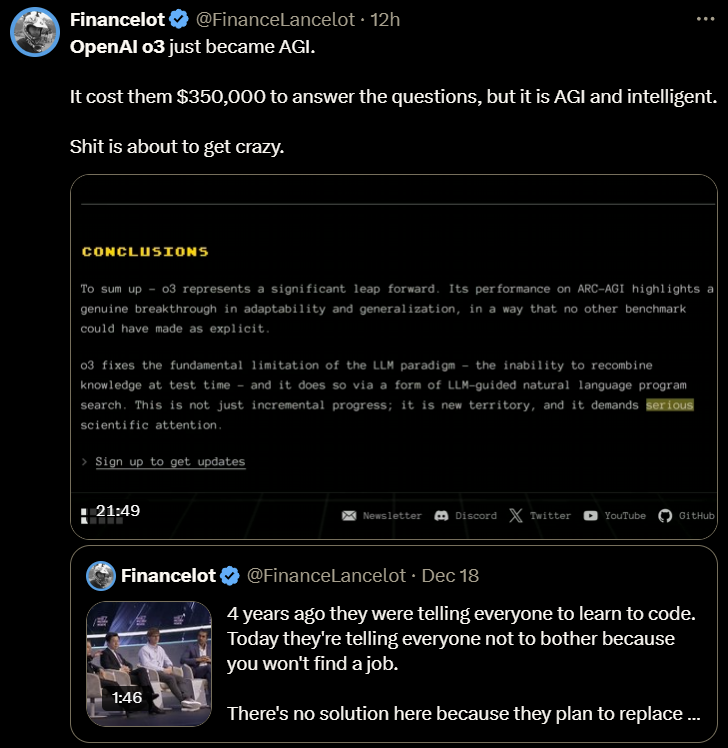 Financelot @FinanceLancelot · 12h
OpenAI o3 just became AGI.
It cost them $350,000 to answer the questions, but it is AGI and intelligent.
Shit is about to get crazy.
CONCLUSIONS
To sum up – o3 represents a significant leap forward. Its performance on ARC-AGI highlights a
genuine breakthrough in adaptability and generalization, in a way that no other benchmark
could have made as explicit.
o3 fixes the fundamental limitation of the LLM paradigm – the inability to recombine
knowledge at test time – and it does so via a form of LLM-guided natural language program
search. This is not just incremental progress; it is new territory, and it demands serious
scientific attention.
> Sign up to get updates
21:49
Newsletter Discord Twitter YouTube GitHub
Financelot @FinanceLancelot · Dec 18
4 years ago they were telling everyone to learn to code.
Today they're telling everyone not to bother because
you won't find a job.
1:46
There's no solution here because they plan to replace ...